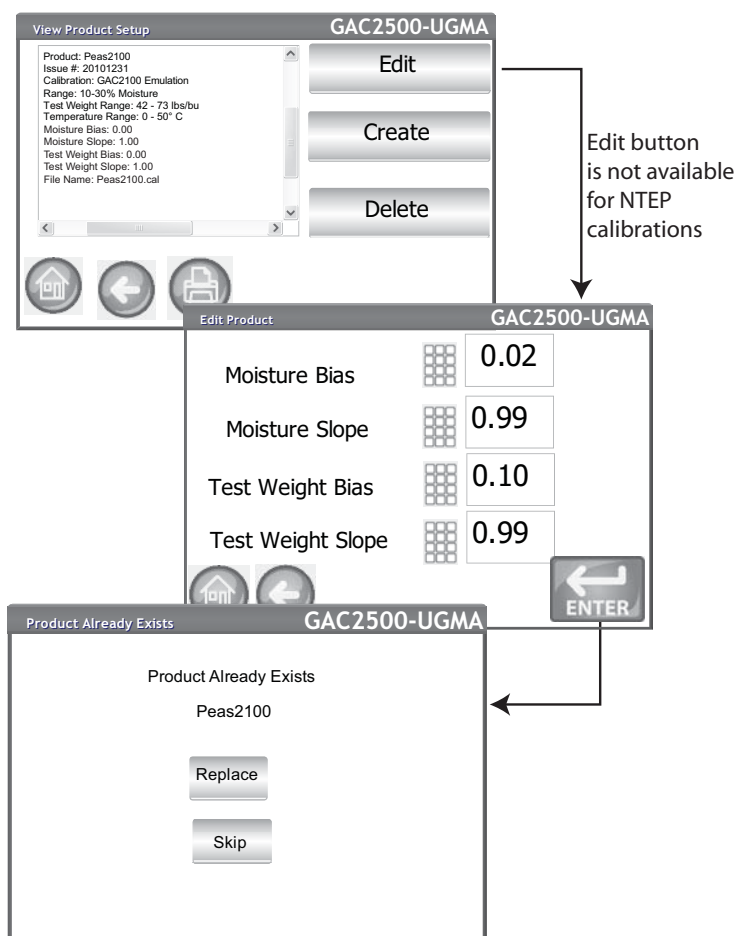 View Product Setup
GAC2500-UGMA
Product: Peas2100
Issue #: 20101231
Calibration: GAC2100 Emulation
Range: 10-30% Moisture
Test Weight Range: 42 - 73 lbs/bu
Temperature Range: 0 - 50° C
Moisture Bias: 0.00
Moisture Slope: 1.00
Test Weight Bias: 0.00
Test Weight Slope: 1.00
File Name: Peas2100.cal
Edit
Create
Delete
Edit button
is not available
for NTEP
calibrations
Edit Product
GAC2500-UGMA
Moisture Bias
0.02
Moisture Slope
0.99
Test Weight Bias
0.10
Test Weight Slope
0.99
ENTER
Product Already Exists
GAC2500-UGMA
Product Already Exists
Peas2100
Replace
Skip